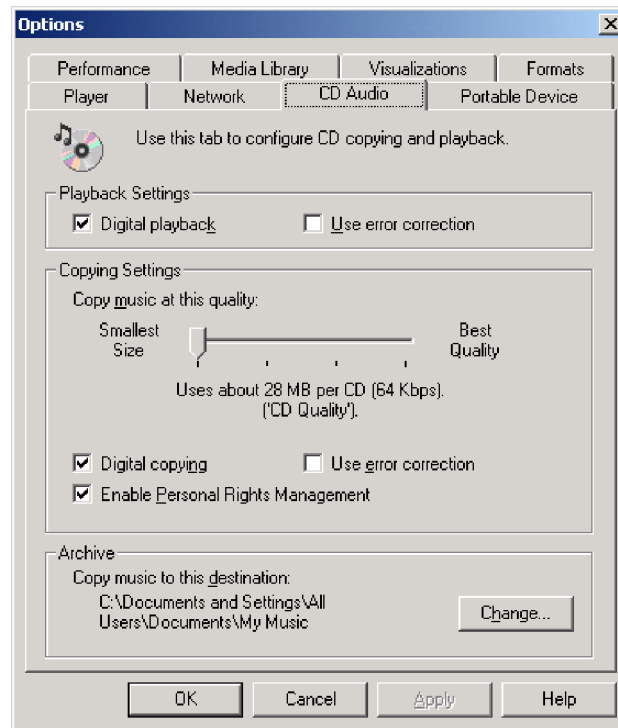 Options
Performance Media Library Visualizations Formats
Player Network CD Audio Portable Device
Use this tab to configure CD copying and playback.
Playback Settings
Digital playback Use error correction
Copying Settings
Copy music at this quality:
Smallest Size Best Quality
Uses about 28 MB per CD (64 Kbps).
('CD Quality').
Digital copying Use error correction
Enable Personal Rights Management
Archive
Copy music to this destination:
C:\Documents and Settings\All
Users\Documents\My Music
Change...
OK Cancel Apply Help